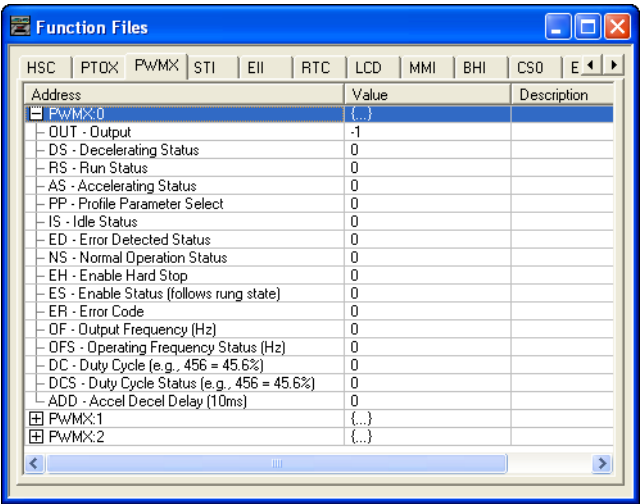 Function Files
HSC PTOX PWMX STI EII RTC LCD MMI BHI CS0 E
Address Value Description
PWMX:0 {...}
OUT - Output -1
DS - Decelerating Status 0
RS - Run Status 0
AS - Accelerating Status 0
PP - Profile Parameter Select 0
IS - Idle Status 0
ED - Error Detected Status 0
NS - Normal Operation Status 0
EH - Enable Hard Stop 0
ES - Enable Status (follows rung state) 0
ER - Error Code 0
OF - Output Frequency (Hz) 0
OFS - Operating Frequency Status (Hz) 0
DC - Duty Cycle (e.g., 456 = 45.6%) 0
DCS - Duty Cycle Status (e.g., 456 = 45.6%) 0
ADD - Accel Decel Delay (10ms) 0
PWMX:1 {...}
PWMX:2 {...}